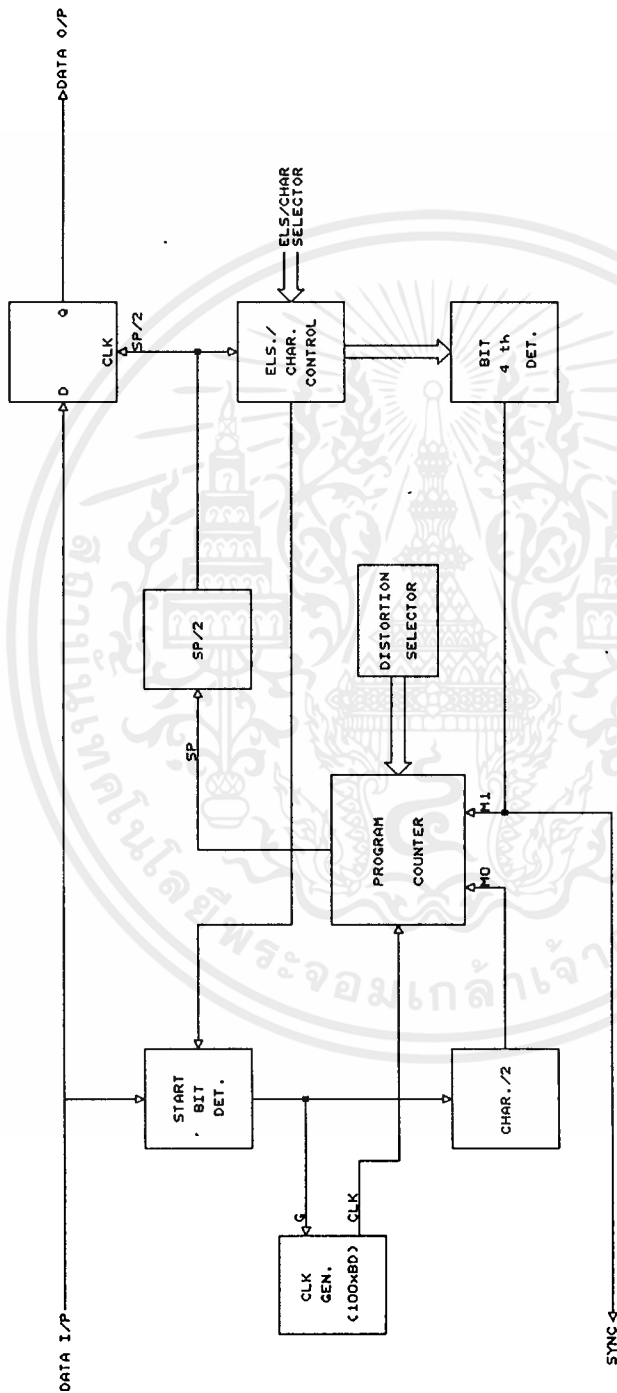 DATA I/P
DATA O/P
D
Q
CLK
SP/2
SP/2
SP
START
BIT
DET.
ELS./
CHAR.
CONTROL
ELS/CHAR
SELECTOR
G
CLK
GEN.
(100xBD)
CLK
PROGRAM
COUNTER
DISTORTION
SELECTOR
M0
M1
CHAR./2
BIT
4 th
DET.
SYNC